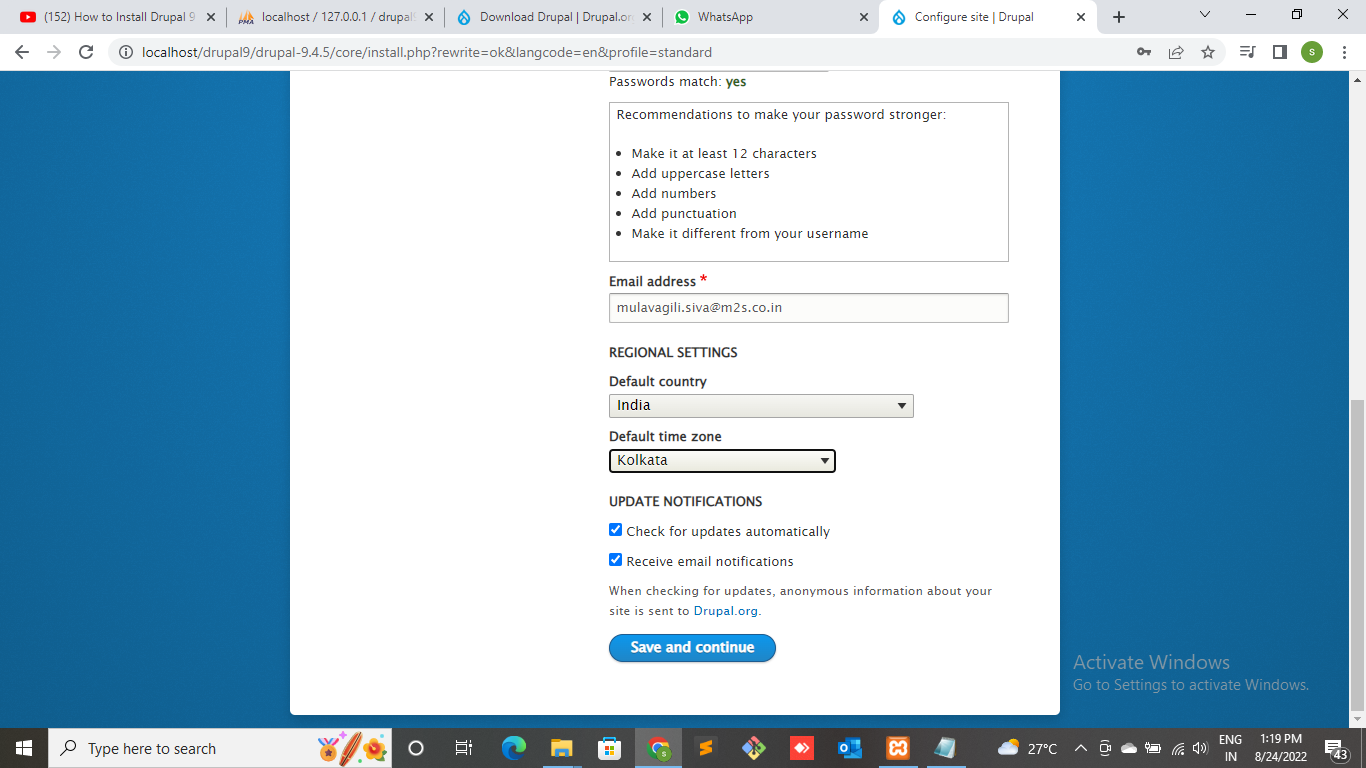 (152) How to Install Drupal 9
localhost / 127.0.0.1 / drupal9
Download Drupal | Drupal.or
WhatsApp
Configure site | Drupal
localhost/drupal9/drupal-9.4.5/core/install.php?rewrite=ok&langcode=en&profile=standard
S
Passwords match: yes
Recommendations to make your password stronger:
Make it at least 12 characters
Add uppercase letters
Add numbers
Add punctuation
Make it different from your username
Email address *
mulavagili.siva@m2s.co.in
REGIONAL SETTINGS
Default country
India
Default time zone
Kolkata
UPDATE NOTIFICATIONS
Check for updates automatically
Receive email notifications
When checking for updates, anonymous information about your
site is sent to Drupal.org.
Save and continue
Activate Windows
Go to Settings to activate Windows.
Type here to search
27°C
ENG
IN
1:19 PM
8/24/2022
43